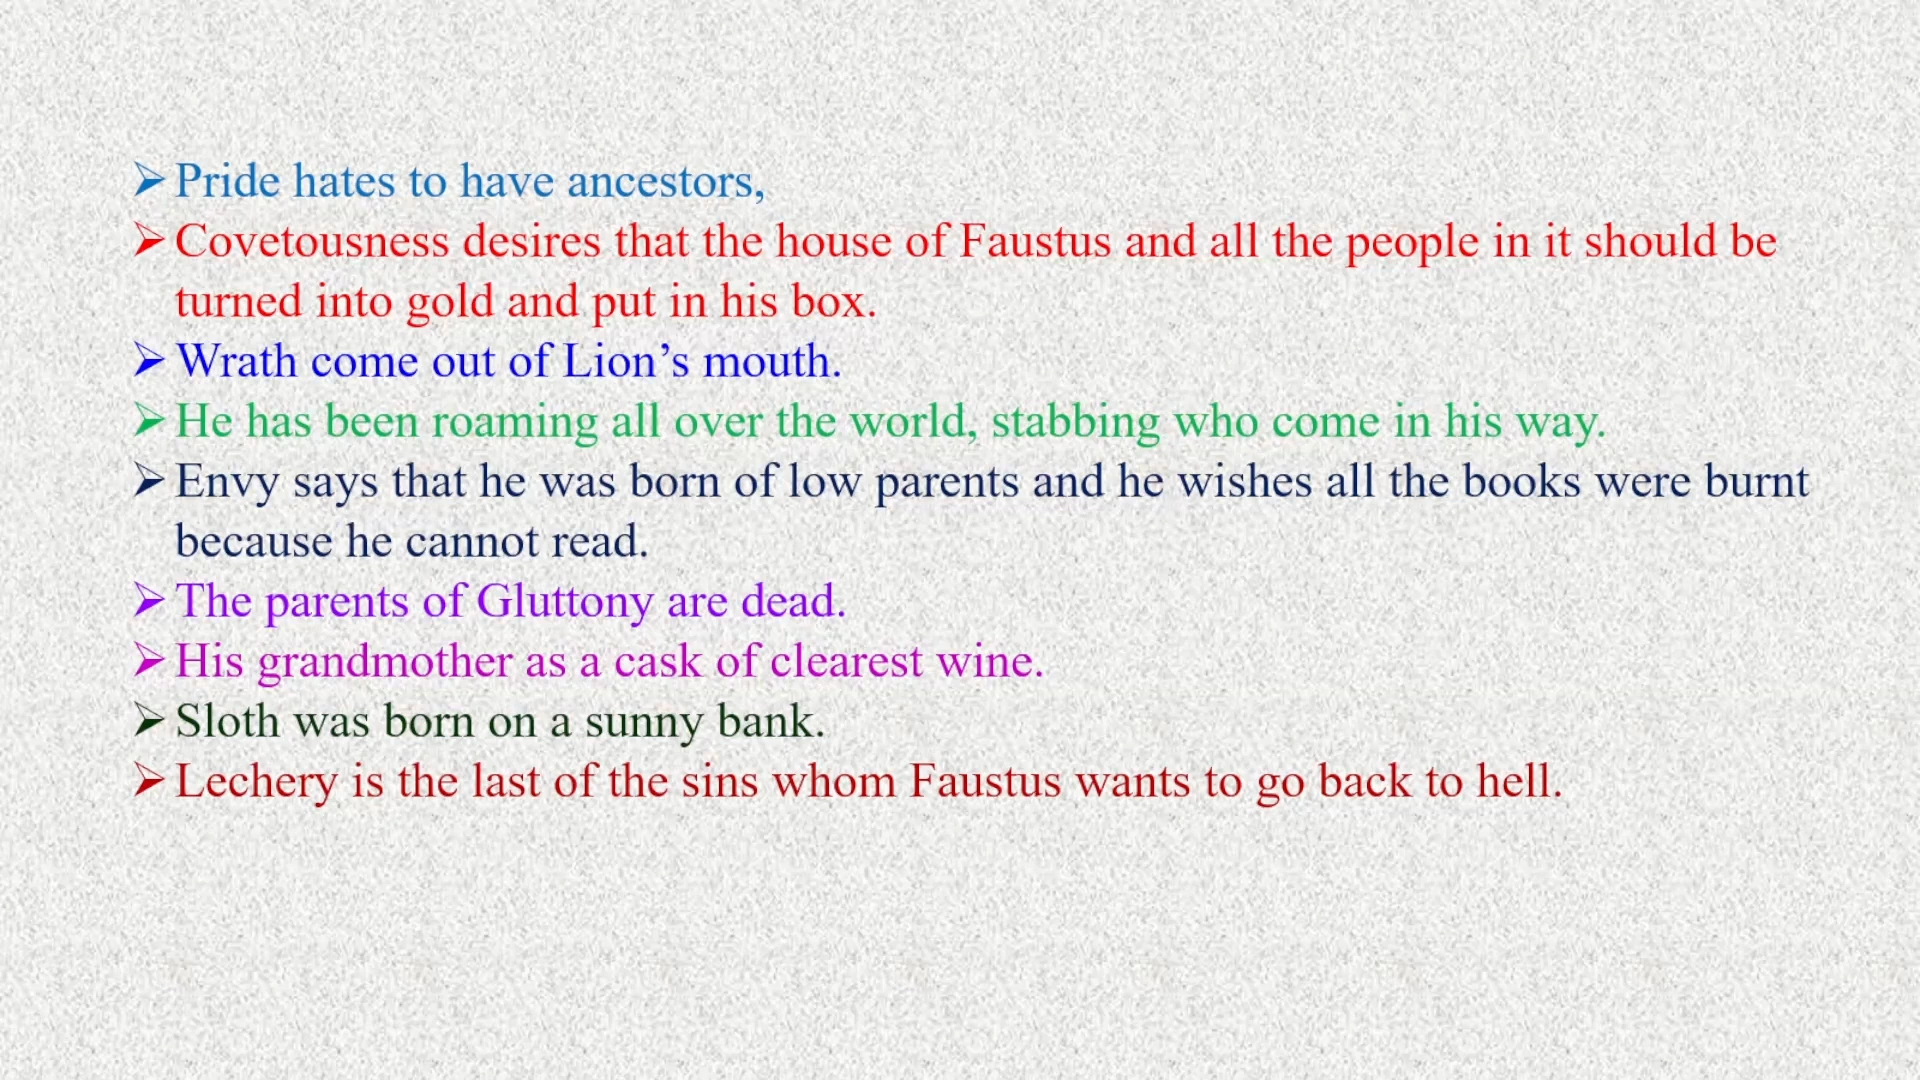 ➢Pride hates to have ancestors,
➢Covetousness desires that the house of Faustus and all the people in it should be
turned into gold and put in his box.
➢Wrath come out of Lion’s mouth.
➢He has been roaming all over the world, stabbing who come in his way.
➢Envy says that he was born of low parents and he wishes all the books were burnt
because he cannot read.
➢The parents of Gluttony are dead.
➢His grandmother as a cask of clearest wine.
➢Sloth was born on a sunny bank.
➢Lechery is the last of the sins whom Faustus wants to go back to hell.